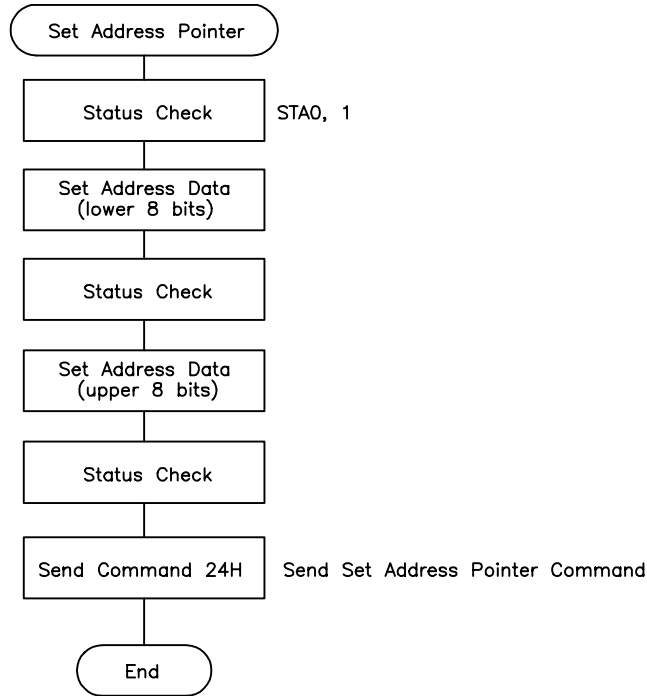 Set Address Pointer
Status Check STA0, 1
Set Address Data
(lower 8 bits)
Status Check
Set Address Data
(upper 8 bits)
Status Check
Send Command 24H Send Set Address Pointer Command
End